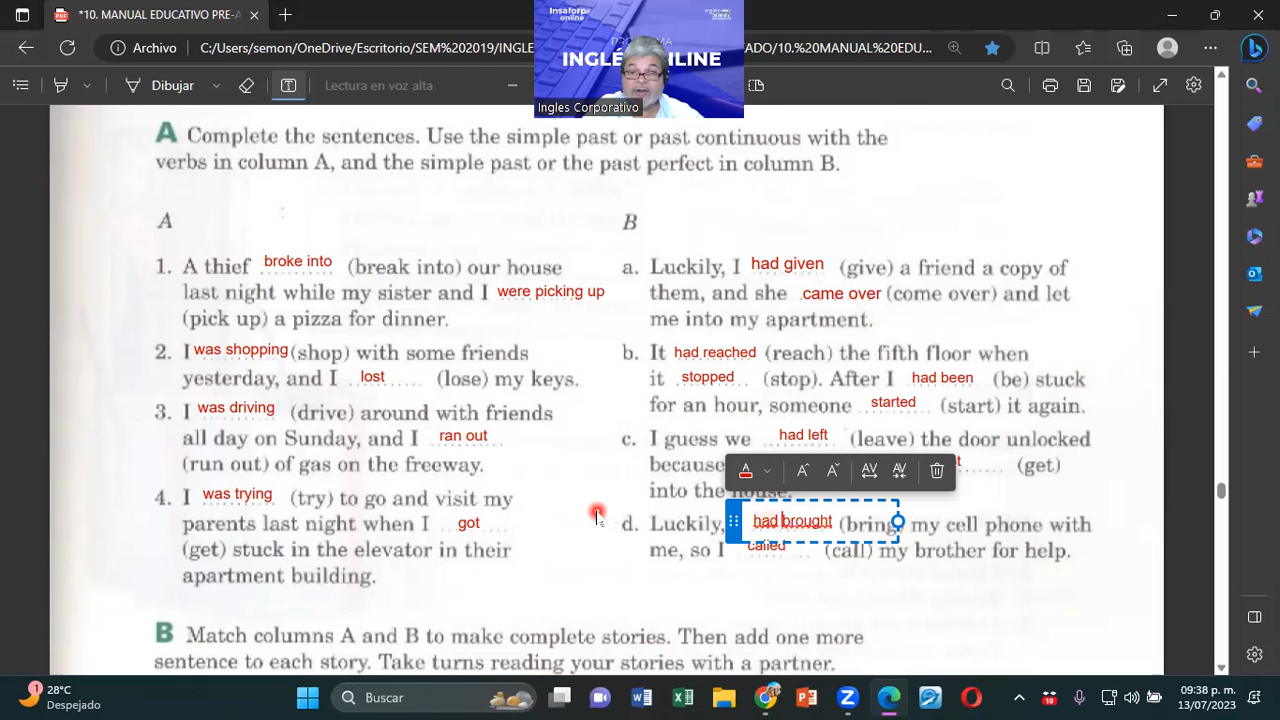 *10. MANUAL EDUCATIVO PRE-A
Archivo
C:/Users/semon/OneDrive/Escritorio/SEM%202019/INGLE
ADO/10.%20MANUAL%20EDU...
Dibujar
Lectura en voz alta
Insaforp
online
INGLÉS ONLINE
Ingles Corporativo
A Complete the sentences. Use the simple past or past continuous with the
verbs in column A, and the simple past or the past perfect in column B.
A
1. A thief broke into (break into) our house
last night while my sister and I were picking up
(pick up) a pizza for dinner.
2. I was shopping (shop) with some friends
yesterday, and I lost (lose) my keys.
3. I was driving (drive) around with friends
all day on Sunday, and I ran out
(run out) of gas on the freeway.
4. I was trying (try) to go and visit my
parents last night when I got
(get) stuck in the elevator in their
apartment building.
B
a. Luckily, I had given (give) a friend a copy of
them, and she came over (come over) and let
me into my apartment.
b. It had reached (reach) the fifth floor when
it stopped (stop). After I had been (be) stuck
for an hour, someone started (start) it again.
c. I guess we had left (leave) the door unlocked
because (get)
into the house.
d. Luckily, had brought (bring) my cell phone with
me, so I called (call) my brother for help.
B Match columns A and B to make complete stories. Then add one more
sentence to each story. Take turns reading your stories with a partner.
1
28°C
Despejado
Buscar
09:38 p. m.
13/07/2023